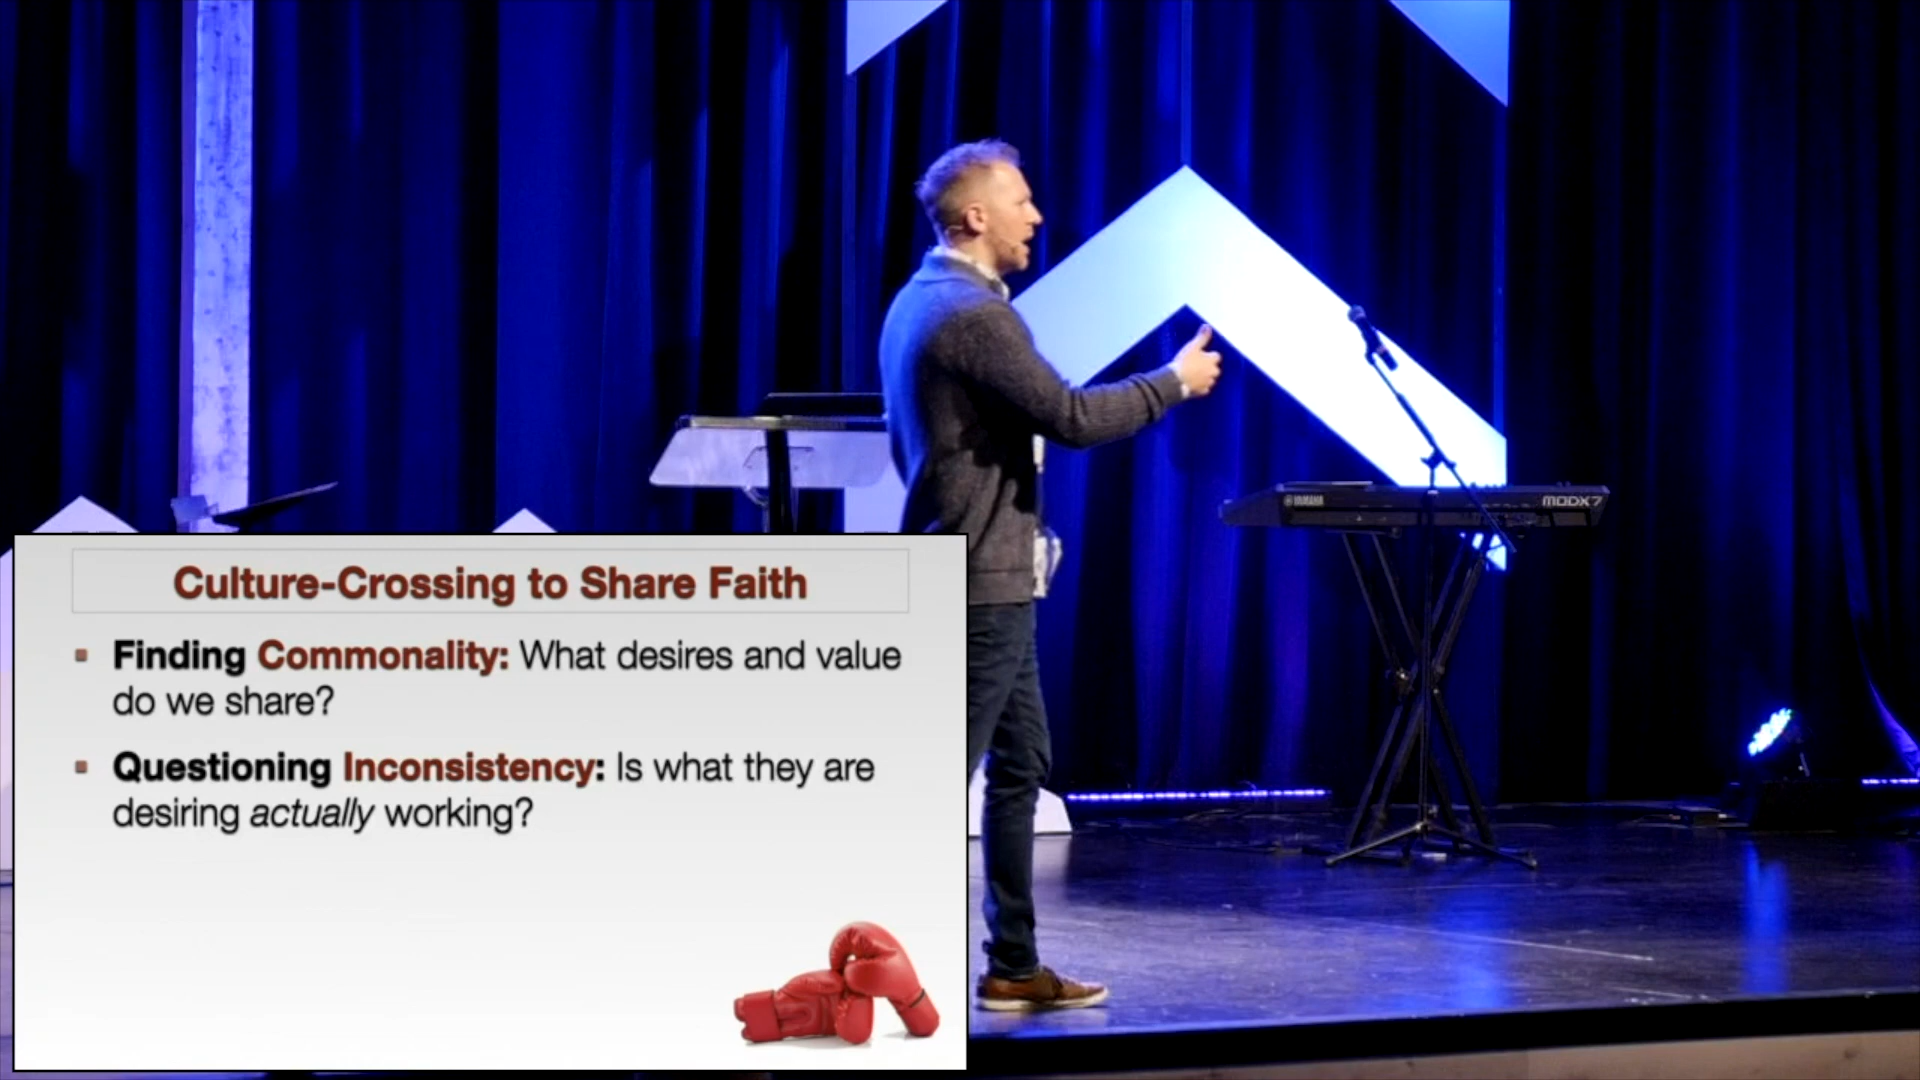 YAMAHA
MODX7
Culture-Crossing to Share Faith
Finding Commonality: What desires and value
do we share?
Questioning Inconsistency: Is what they are
desiring actually working?